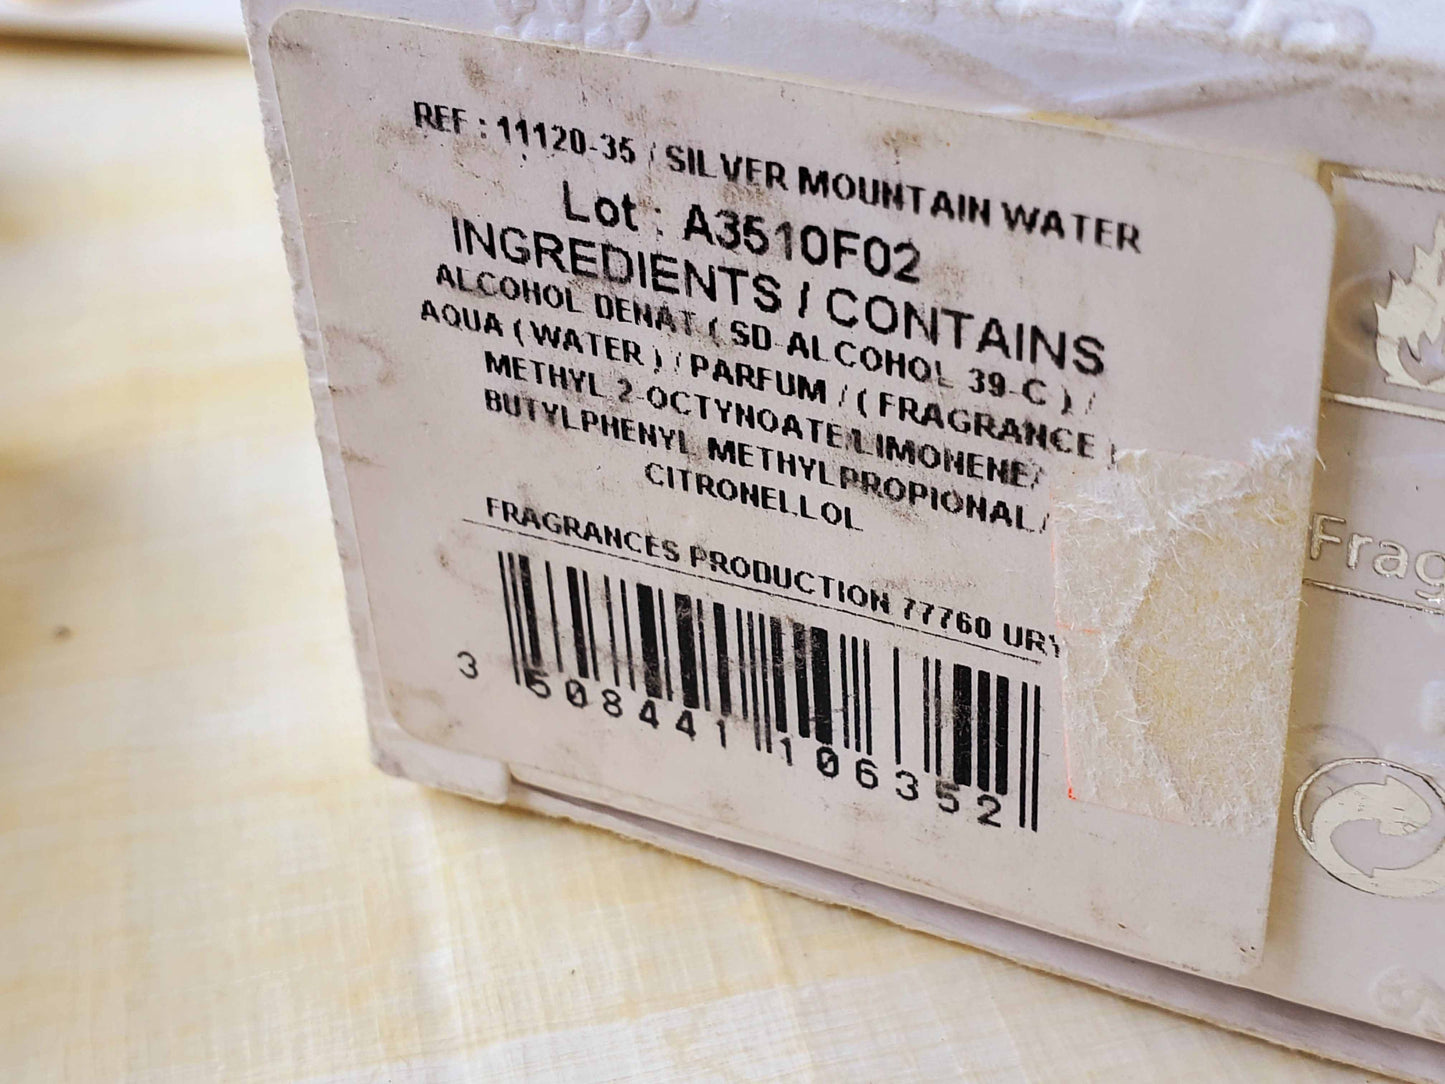 REF : 11120-35 / SILVER MOUNTAIN WATER
Lot : A3510F02
INGREDIENTS / CONTAINS
ALCOHOL DENAT ( SD ALCOHOL 39-C ) /
AQUA ( WATER ) / PARFUM / ( FRAGRANCE )
METHYL 2-OCTYNOATE/LIMONENE/
BUTYLPHENYL METHYLPROPIONAL/
CITRONELLOL
FRAGRANCES PRODUCTION 77760 URY
3 508441 106352
Frag